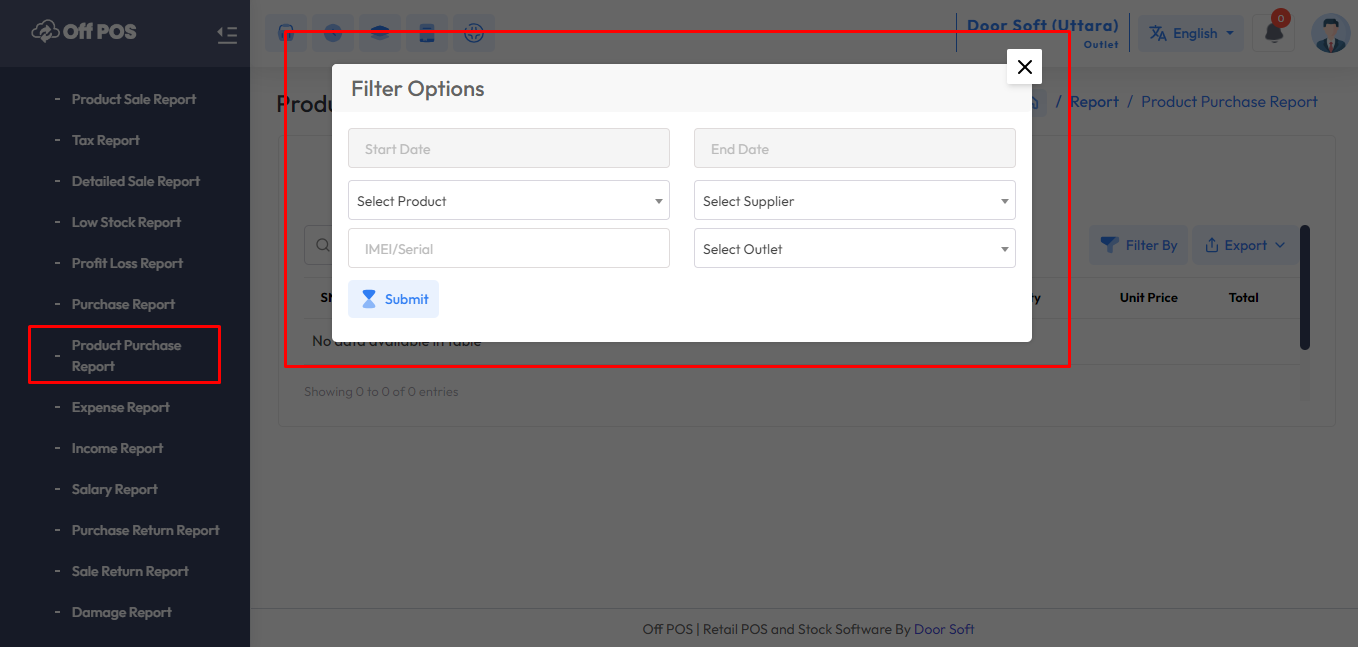 Off POS
Door Soft (Uttara)
Outlet
English
0
Product Sale Report
Tax Report
Detailed Sale Report
Low Stock Report
Profit Loss Report
Purchase Report
Product Purchase
Report
Expense Report
Income Report
Salary Report
Purchase Return Report
Sale Return Report
Damage Report
Produ
/ Report / Product Purchase Report
Filter Options
Start Date
End Date
Select Product
Select Supplier
IMEI/Serial
Select Outlet
Submit
Filter By
Export
Unit Price
Total
No data available in table
Showing 0 to 0 of 0 entries
Off POS | Retail POS and Stock Software By Door Soft